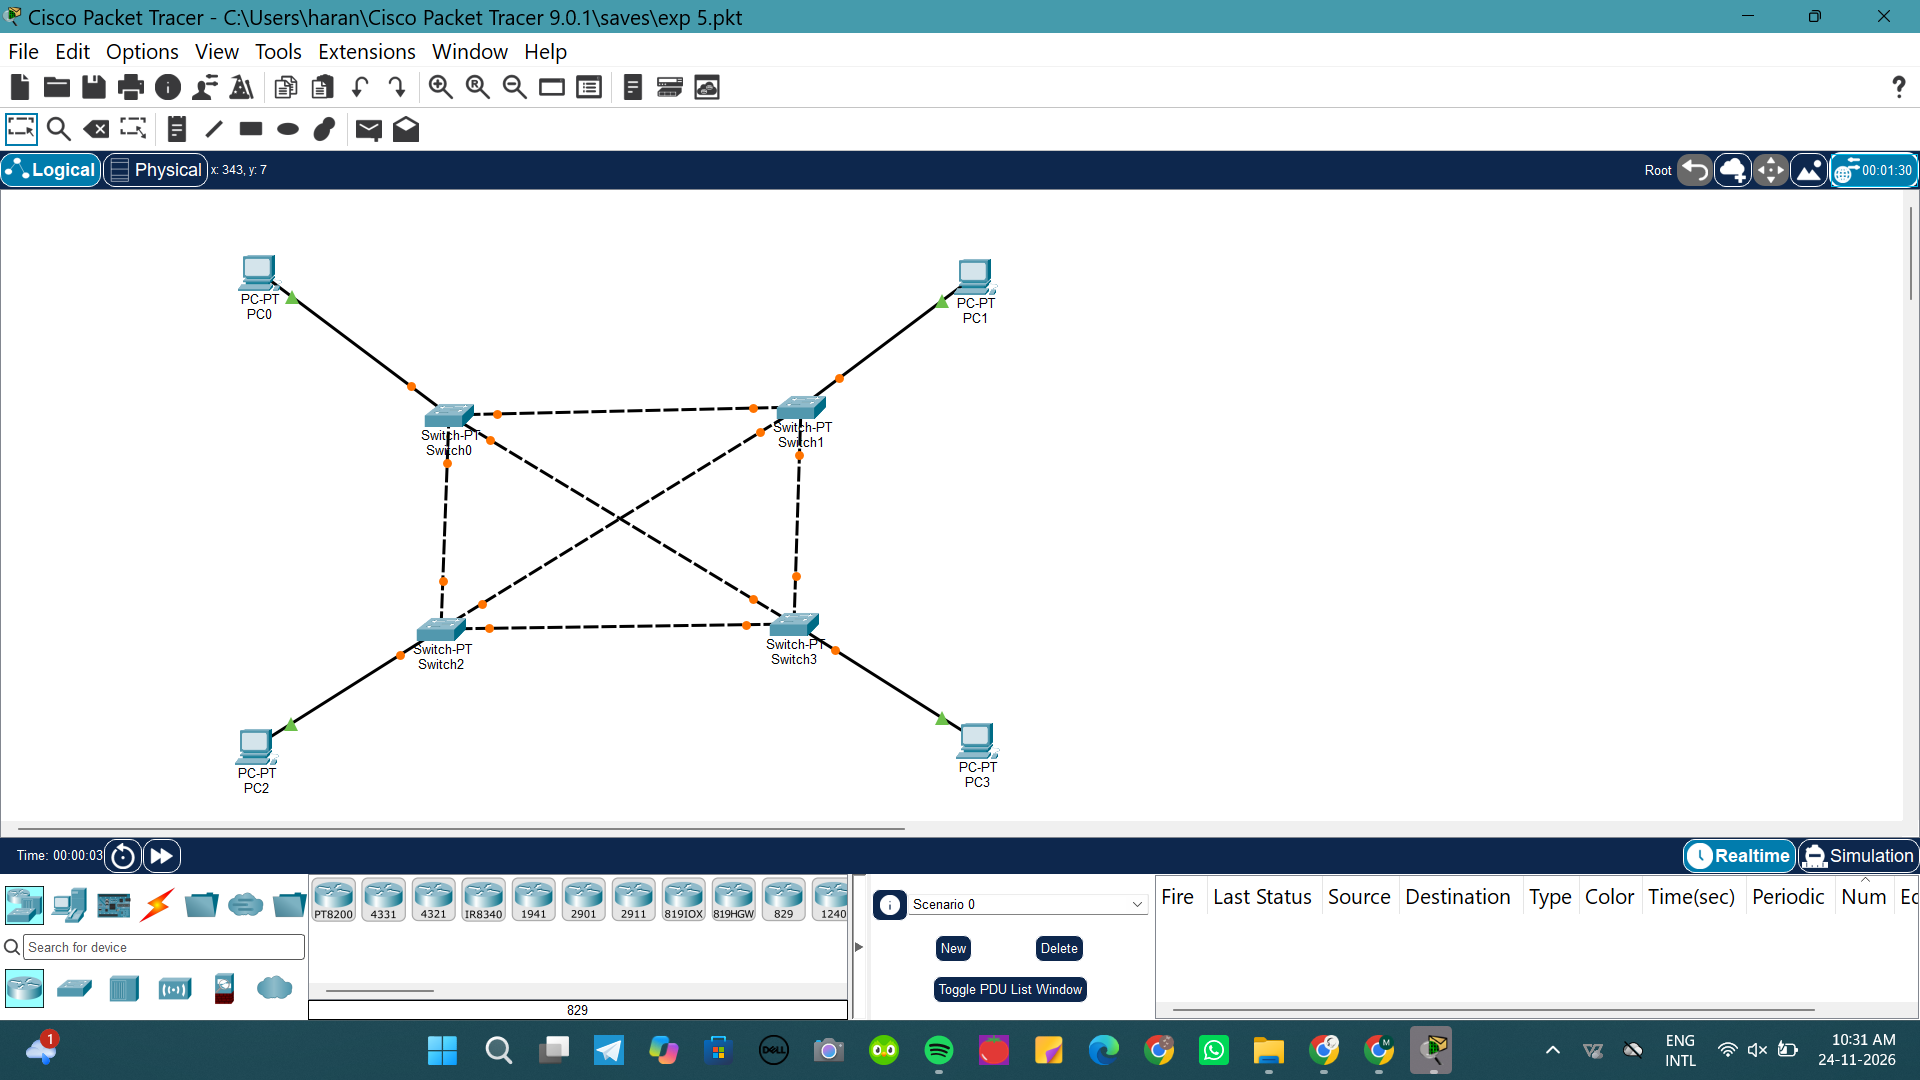 Cisco Packet Tracer - C:\Users\haran\Cisco Packet Tracer 9.0.1\saves\exp 5.pkt
File Edit Options View Tools Extensions Window Help
Logical Physical x: 343, y: 7 Root 00:01:30
PC-PT
PC0
PC-PT
PC1
Switch-PT
Switch0
Switch-PT
Switch1
Switch-PT
Switch2
Switch-PT
Switch3
PC-PT
PC2
PC-PT
PC3
Time: 00:00:03 Realtime Simulation
PT8200 4331 4321 IR8340 1941 2901 2911 819IOX 819HGW 829 1240
Search for device
829
Scenario 0
New Delete
Toggle PDU List Window
Fire Last Status Source Destination Type Color Time(sec) Periodic Num Ed
1
DELL
M
ENG
INTL
10:31 AM
24-11-2026